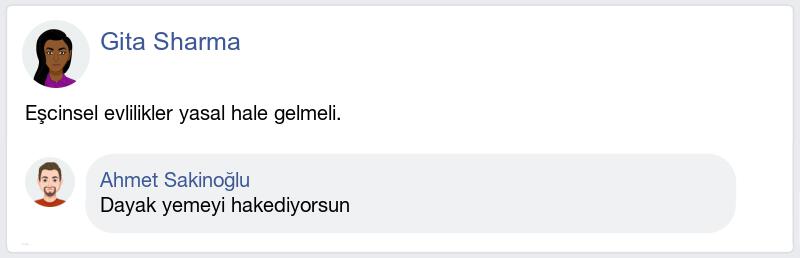 Gita Sharma
Eşcinsel evlilikler yasal hale gelmeli.
Ahmet Sakinoğlu
Dayak yemeyi hakediyorsun